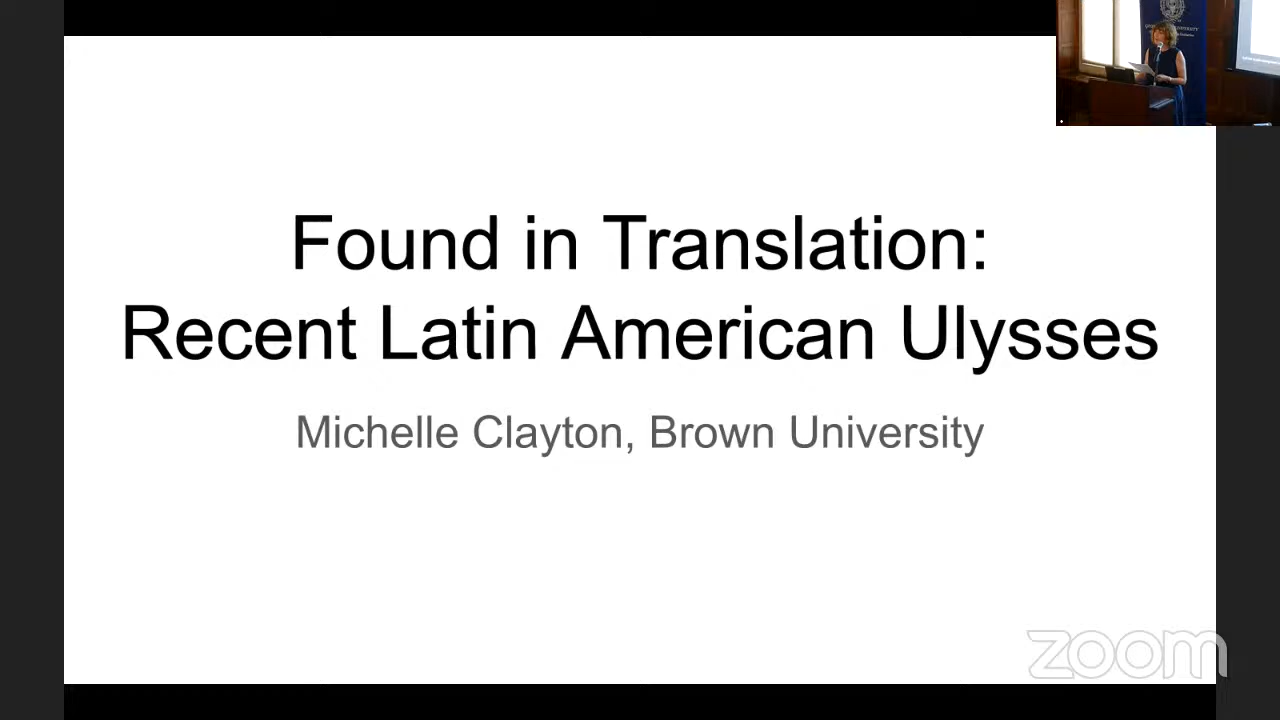 Found in Translation:
Recent Latin American Ulysses
Michelle Clayton, Brown University
zoom